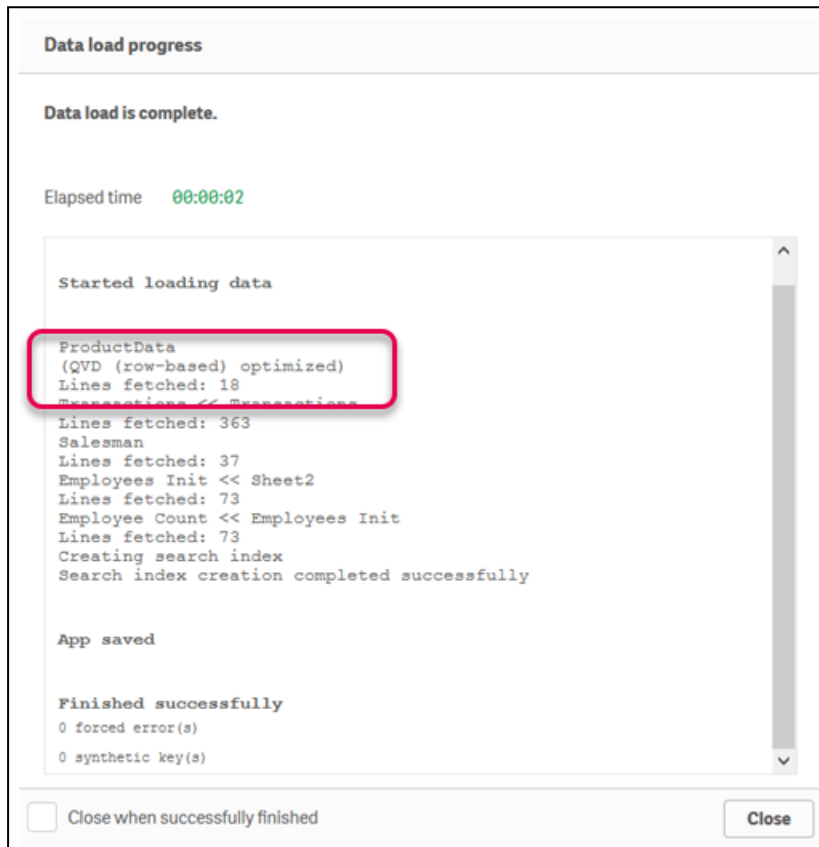 Data load progress
Data load is complete.
Elapsed time 00:00:02
Started loading data
ProductData
(QVD (row-based) optimized)
Lines fetched: 18
Transactions << Transactions
Lines fetched: 363
Salesman
Lines fetched: 37
Employees Init << Sheet2
Lines fetched: 73
Employee Count << Employees Init
Lines fetched: 73
Creating search index
Search index creation completed successfully
App saved
Finished successfully
0 forced error(s)
0 synthetic key(s)
Close when successfully finished
Close